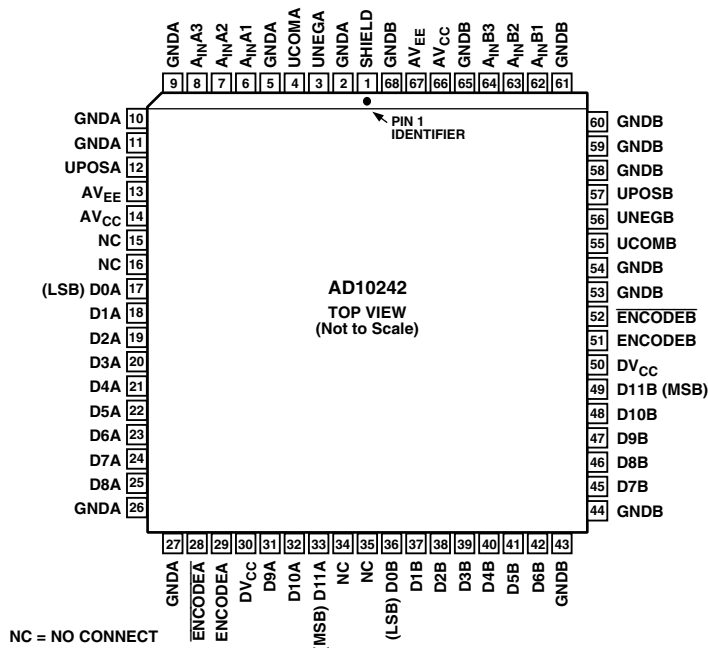 GNDA AINA3 AINA2 AINA1 GNDA UCOMA UNEGA GNDA SHIELD GNDB AVEE AVCC GNDB AINB3 AINB2 AINB1 GNDB
9 8 7 6 5 4 3 2 1 68 67 66 65 64 63 62 61
PIN 1
IDENTIFIER
GNDA 10
GNDA 11
UPOSA 12
AVEE 13
AVCC 14
NC 15
NC 16
(LSB) D0A 17
D1A 18
D2A 19
D3A 20
D4A 21
D5A 22
D6A 23
D7A 24
D8A 25
GNDA 26
AD10242
TOP VIEW
(Not to Scale)
60 GNDB
59 GNDB
58 GNDB
57 UPOSB
56 UNEGB
55 UCOMB
54 GNDB
53 GNDB
52 ENCODEB
51 ENCODEB
50 DVCC
49 D11B (MSB)
48 D10B
47 D9B
46 D8B
45 D7B
44 GNDB
27 28 29 30 31 32 33 34 35 36 37 38 39 40 41 42 43
GNDA ENCODEA ENCODEA DVCC D9A D10A (MSB) D11A NC NC (LSB) D0B D1B D2B D3B D4B D5B D6B GNDB
NC = NO CONNECT